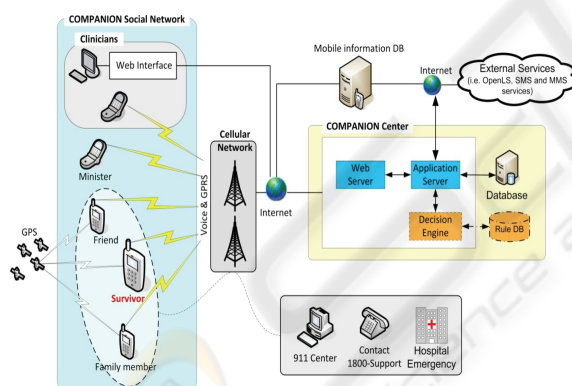 COMPANION Social Network
Clinicians
Web Interface
Minister
GPS
Friend
Survivor
Family member
Cellular
Network
Voice & GPRS
Internet
Mobile information DB
Internet
External Services
(i.e. OpenLS, SMS and MMS
services)
COMPANION Center
Web
Server
Application
Server
Database
Decision
Engine
Rule DB
911 Center
Contact
1800-Support
Hospital
Emergency